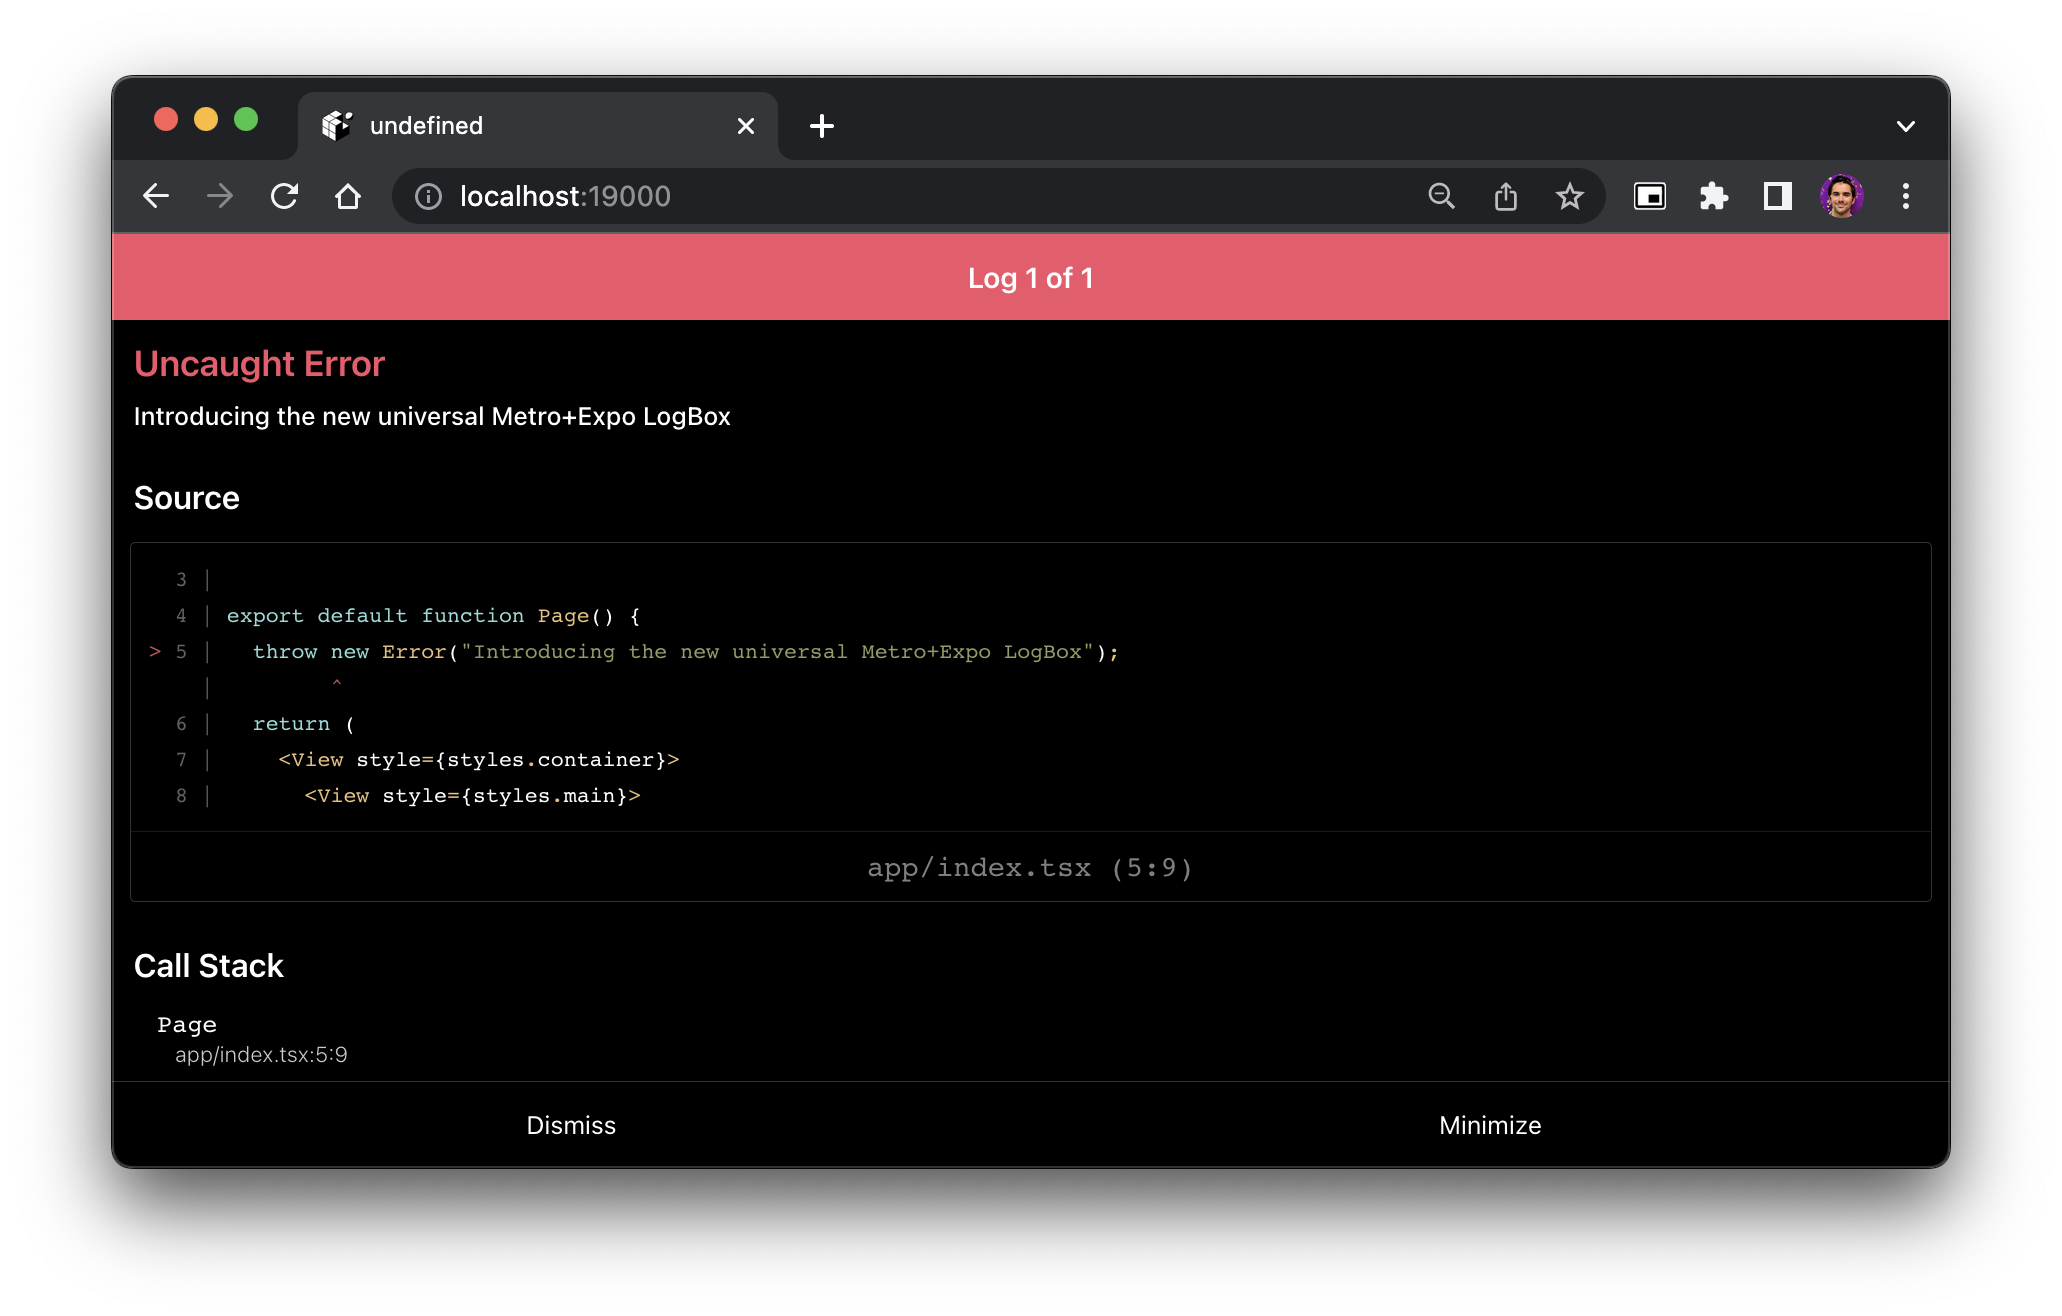 undefined
localhost:19000
Log 1 of 1
Uncaught Error
Introducing the new universal Metro+Expo LogBox
Source
3 |
4 | export default function Page() {
> 5 |   throw new Error("Introducing the new universal Metro+Expo LogBox");
|         ^
6 |   return (
7 |     <View style={styles.container}>
8 |       <View style={styles.main}>
app/index.tsx (5:9)
Call Stack
Page
app/index.tsx:5:9
Dismiss Minimize